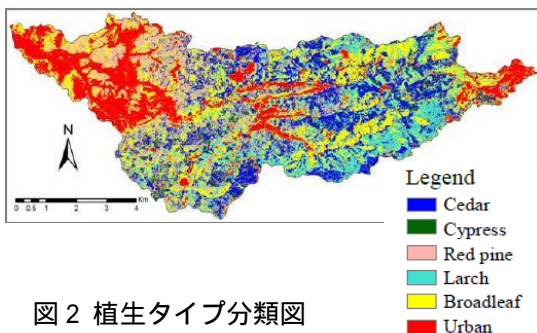 N
0 0.5 1 2 3 4
Km
Legend
Cedar
Cypress
Red pine
Larch
Broadleaf
Urban
図 2 植生タイプ分類図